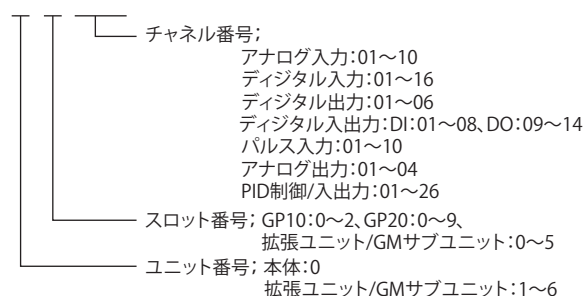 チャネル番号;
アナログ入力:01～10
ディジタル入力:01～16
ディジタル出力:01～06
ディジタル入出力:DI:01～08、DO:09～14
パルス入力:01～10
アナログ出力:01～04
PID制御/入出力:01～26
スロット番号; GP10:0～2、GP20:0～9、
拡張ユニット/GMサブユニット:0～5
ユニット番号; 本体:0
拡張ユニット/GMサブユニット:1～6